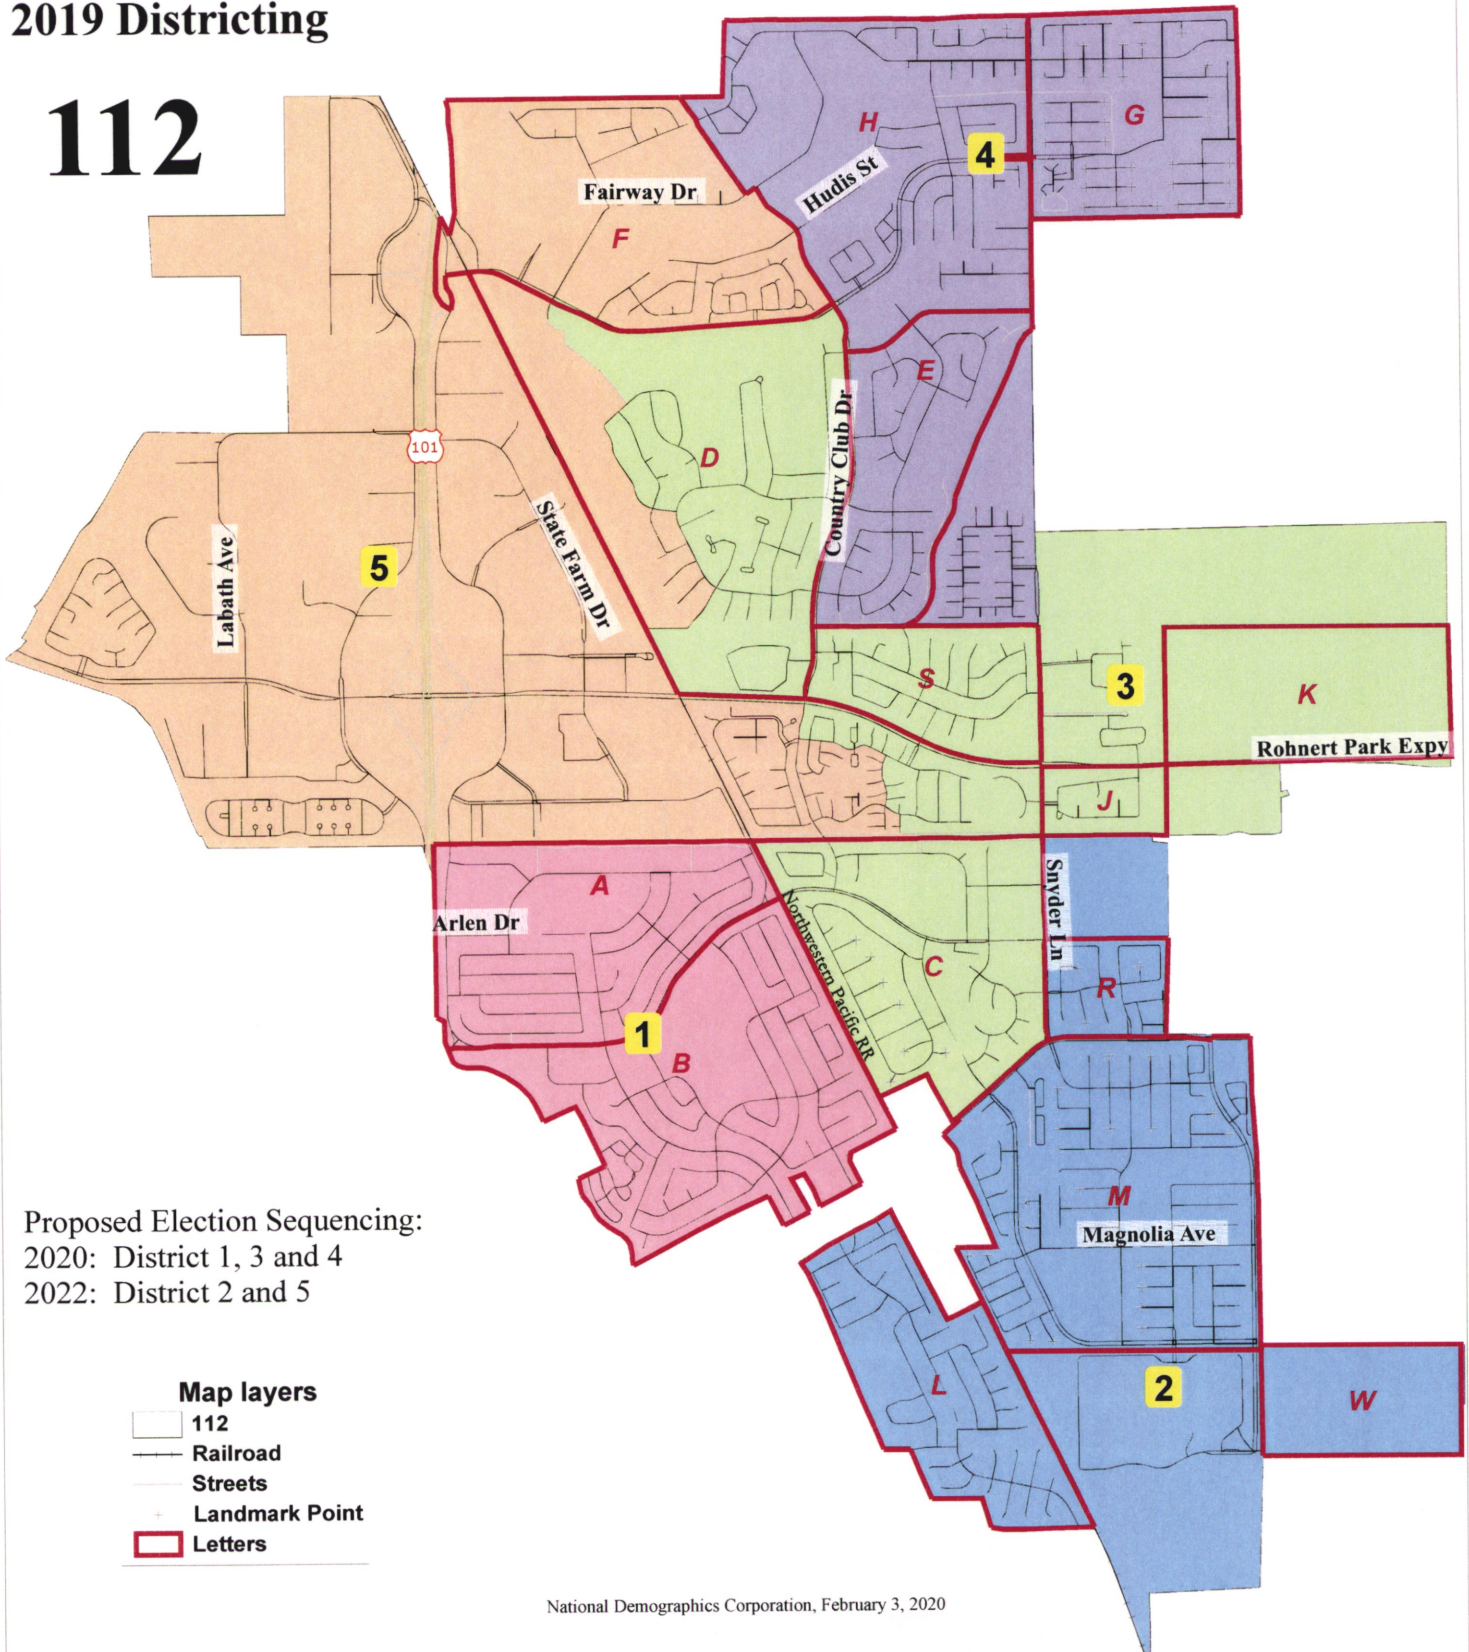 2019 Districting
112
H
G
4
Hudis St
Fairway Dr
F
E
Country Club Dr
D
101
State Farm Dr
Labath Ave
5
S
3
K
Rohnert Park Expy
J
A
Arlen Dr
Snyder Ln
Northwestern Pacific RR
C
R
1
B
M
Magnolia Ave
Proposed Election Sequencing:
2020: District 1, 3 and 4
2022: District 2 and 5
L
2
W
Map layers
112
Railroad
Streets
Landmark Point
Letters
National Demographics Corporation, February 3, 2020